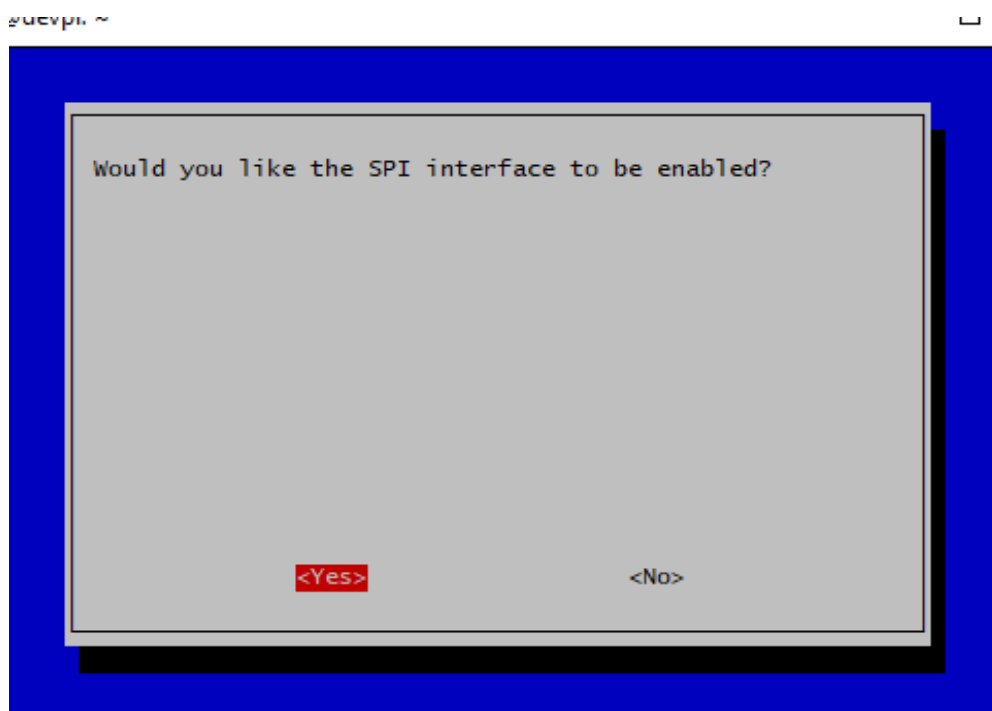 Would you like the SPI interface to be enabled?
<Yes> <No>